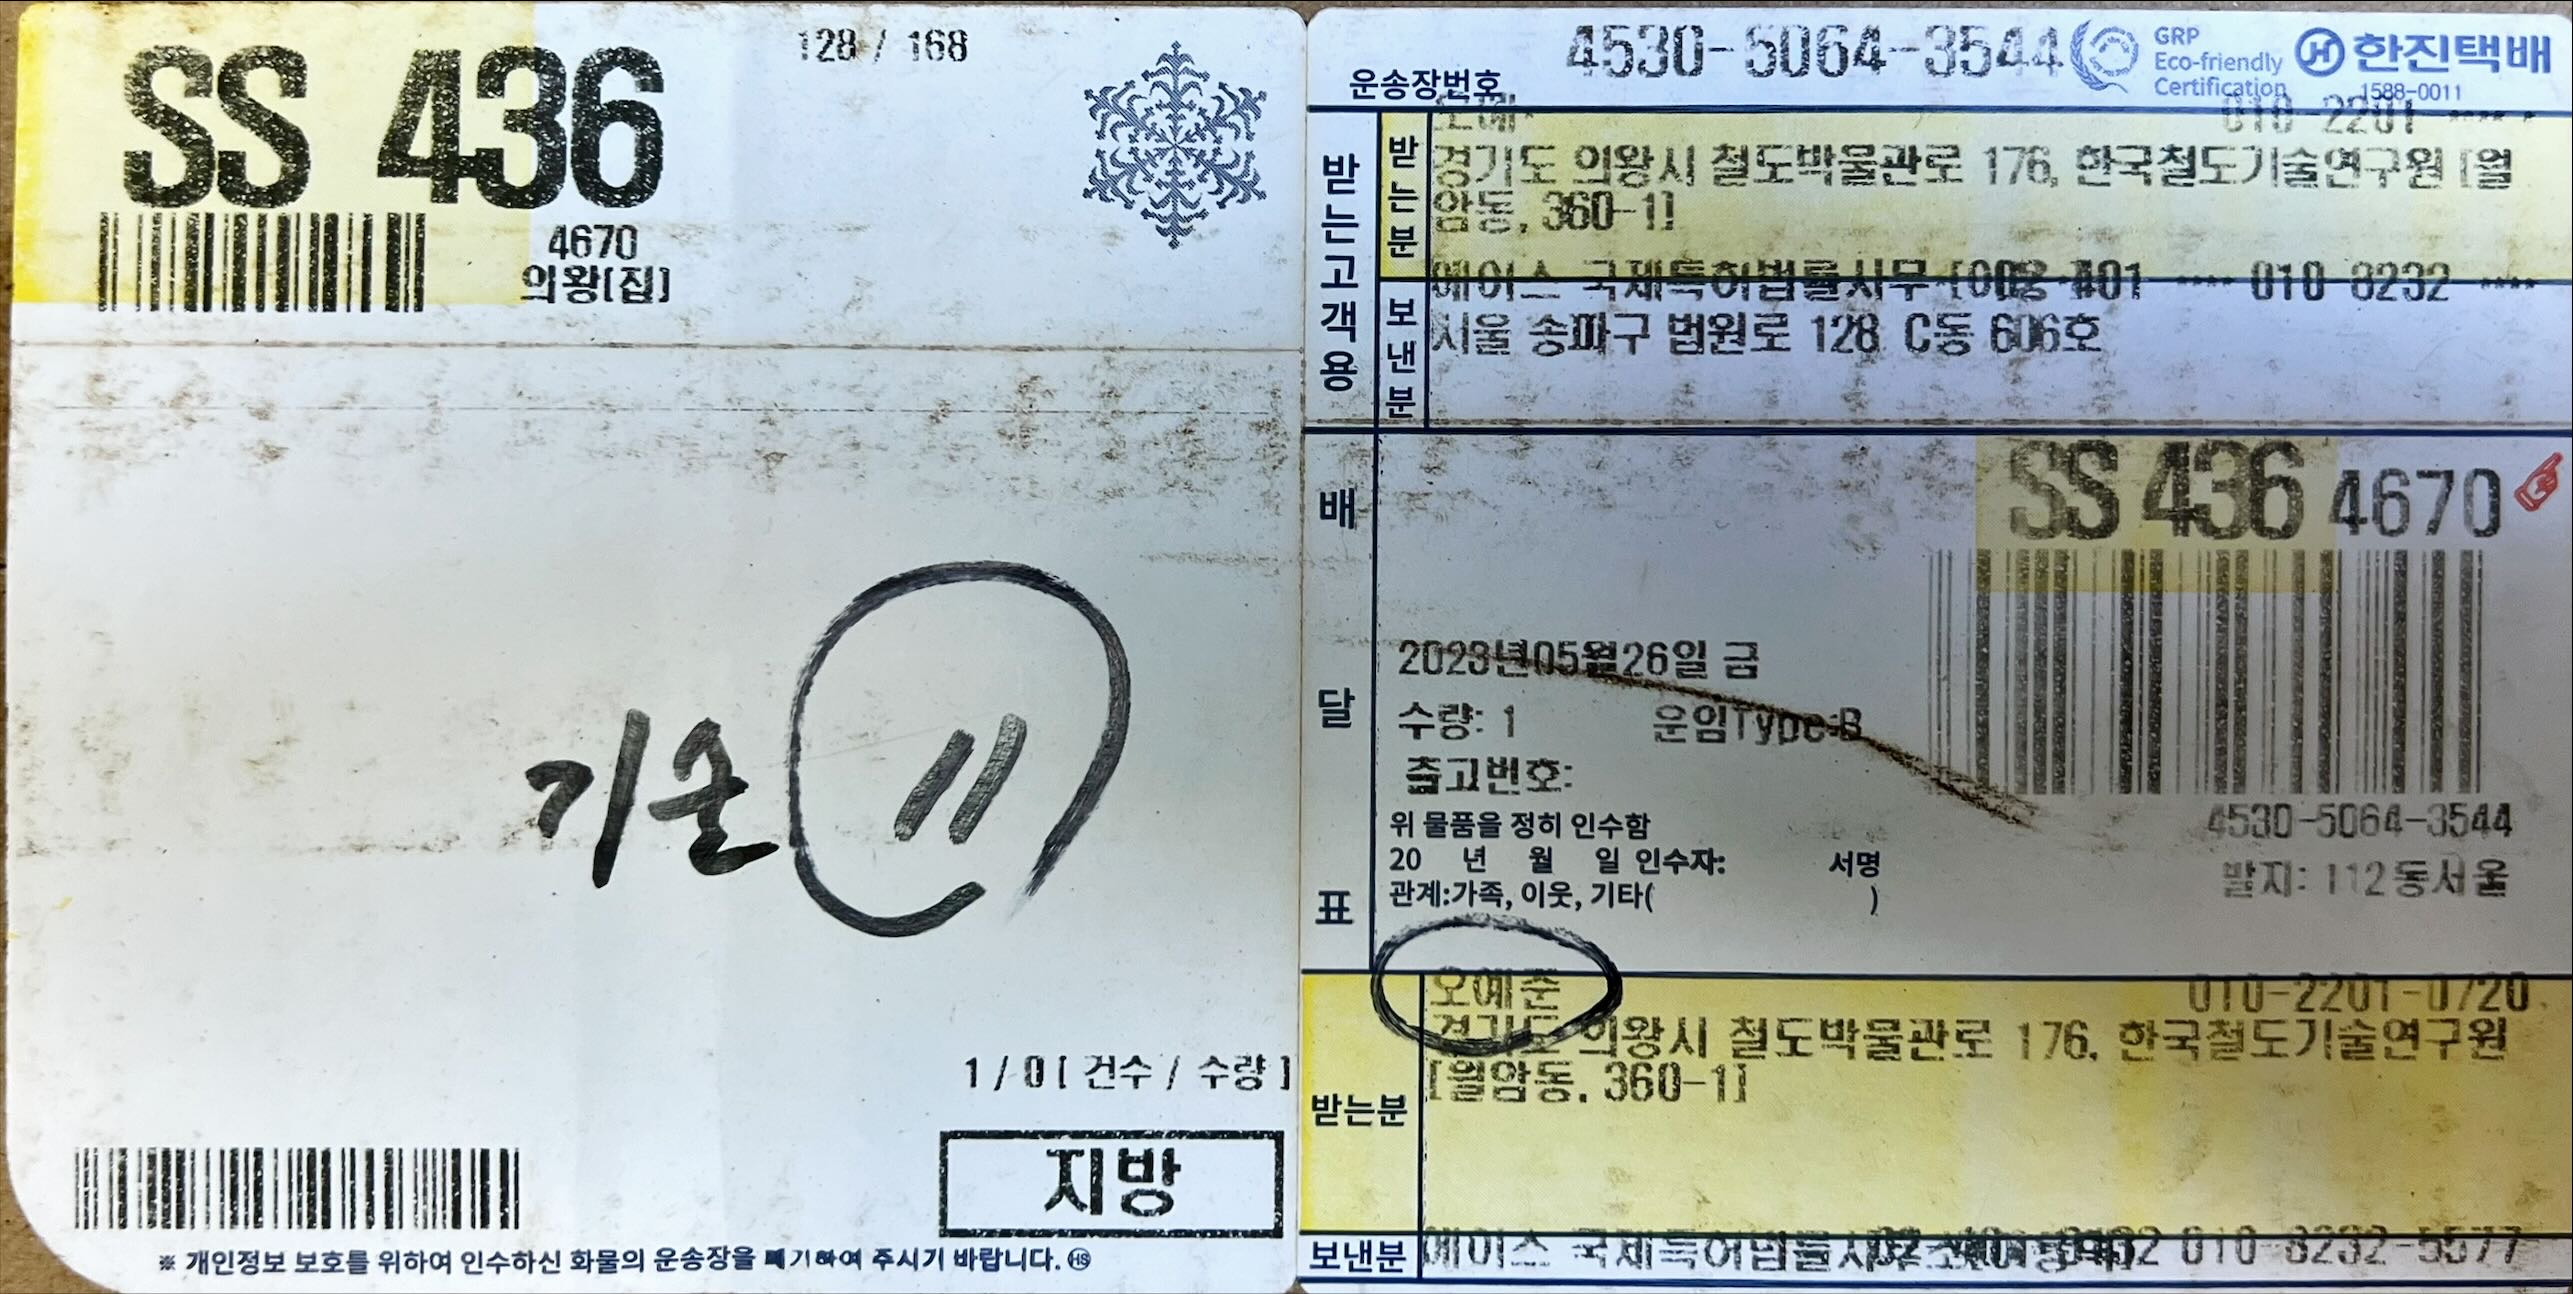 SS 436
128 / 168
4670
의왕[집]
기술 11
1 / 0 [ 건수 / 수량 ]
지방
※ 개인정보 보호를 위하여 인수하신 화물의 운송장을 폐기하여 주시기 바랍니다. HS
운송장번호 4530-5064-3544
GRP
Eco-friendly
Certification
한진택배
1588-0011
받는고객용
받는분
오예* 010-2201-****
경기도 의왕시 철도박물관로 176, 한국철도기술연구원 [월
암동, 360-1]
보낸분
에이스 국제특허법률사무 010-8232-****
서울 송파구 법원로 128 C동 606호
배달표
SS 436 4670
2023년05월26일 금
수량: 1 운임Type:B
출고번호:
위 물품을 정히 인수함
20 년 월 일 인수자: 서명
관계:가족, 이웃, 기타( )
4530-5064-3544
발지: 112동서울
받는분
오예준 010-2201-0720
경기도 의왕시 철도박물관로 176, 한국철도기술연구원
[월암동, 360-1]
보낸분
에이스 국제특허법률사무 010-8232-5577